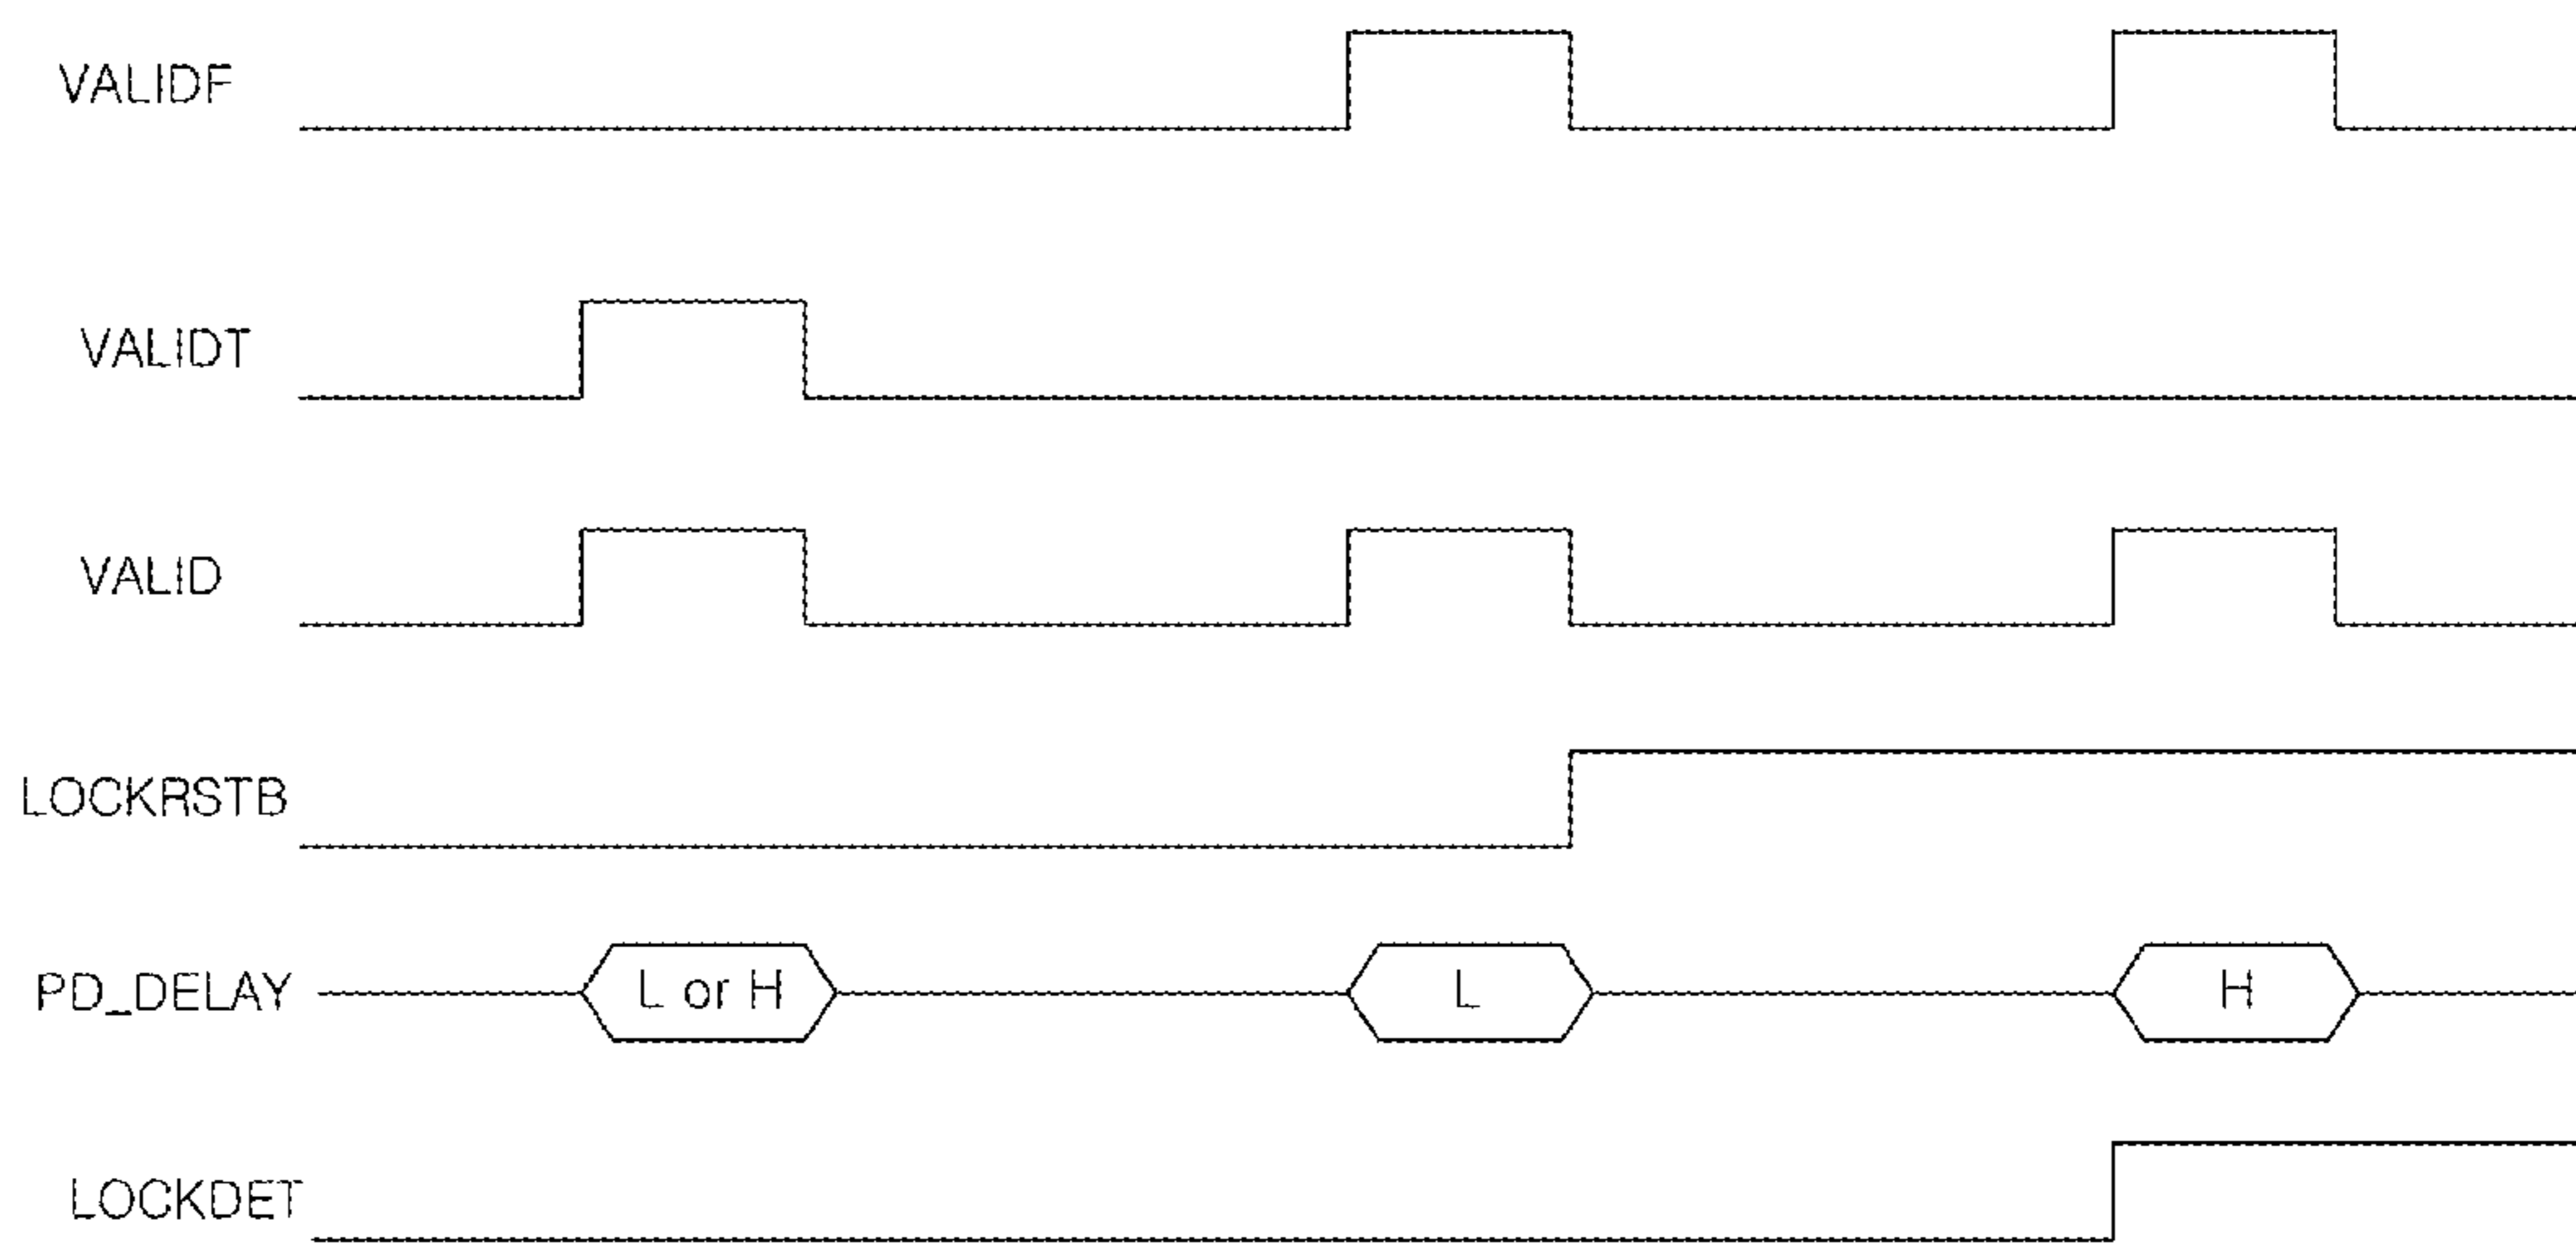 VALIDF
VALIDT
VALID
LOCKRSTB
PD_DELAY L or H L H
LOCKDET